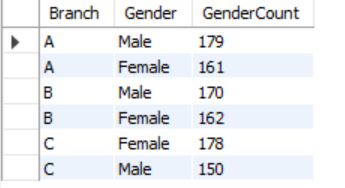 Branch Gender GenderCount
A Male 179
A Female 161
B Male 170
B Female 162
C Female 178
C Male 150